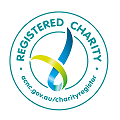 REGISTERED CHARITY
acnc.gov.au/charityregister